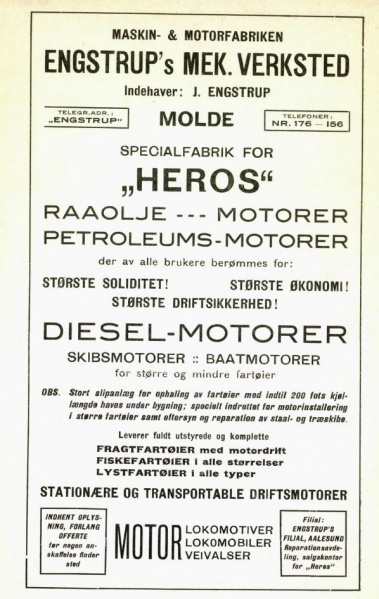 MASKIN- & MOTORFABRIKEN
ENGSTRUP's MEK. VERKSTED
Indehaver: J. ENGSTRUP
TELEGR.ADR.:
„ENGSTRUP“
MOLDE
TELEFONER:
NR. 176 — 156
SPECIALFABRIK FOR
„HEROS“
RAAOLJE --- MOTORER
PETROLEUMS-MOTORER
der av alle brukere berømmes for:
STØRSTE SOLIDITET! STØRSTE ØKONOMI!
STØRSTE DRIFTSIKKERHED!
DIESEL-MOTORER
SKIBSMOTORER :: BAATMOTORER
for større og mindre fartøier
OBS. Stort slipanlæg for ophaling av fartøier med indtil 200 fots kjøl-
længde haves under bygning; specielt indrettet for motorinstallering
i større fartøier samt eftersyn og reparation av staal- og træskibe.
Leverer fuldt utstyrede og komplette
FRAGTFARTØIER med motordrift
FISKEFARTØIER i alle størrelser
LYSTFARTØIER i alle typer
STATIONÆRE OG TRANSPORTABLE DRIFTSMOTORER
INDHENT OPLYS-
NING, FORLANG
OFFERTE
før negen an-
skaffelse finder
sted
MOTOR
LOKOMOTIVER
LOKOMOBILER
VEIVALSER
Filial:
ENGSTRUP'S
FILIAL, AALESUND
Reparationsavde-
ling, salgskontor
for „Heros“